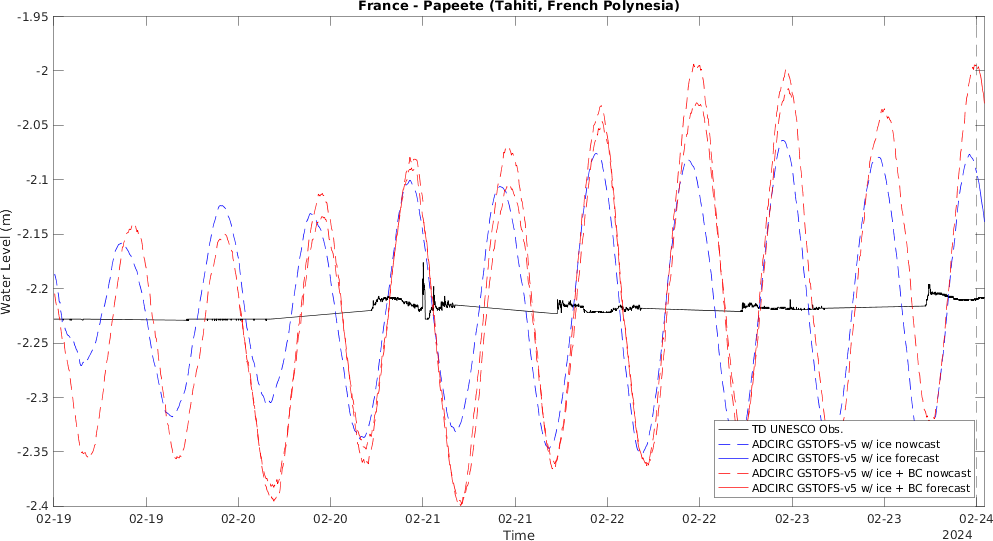 France - Papeete (Tahiti, French Polynesia)
-1.95
-2
-2.05
-2.1
-2.15
-2.2
-2.25
-2.3
-2.35
-2.4
Water Level (m)
TD UNESCO Obs.
ADCIRC GSTOFS-v5 w/ ice nowcast
ADCIRC GSTOFS-v5 w/ ice forecast
ADCIRC GSTOFS-v5 w/ ice + BC nowcast
ADCIRC GSTOFS-v5 w/ ice + BC forecast
02-19 02-19 02-20 02-20 02-21 02-21 02-22 02-22 02-23 02-23 02-24
Time 2024